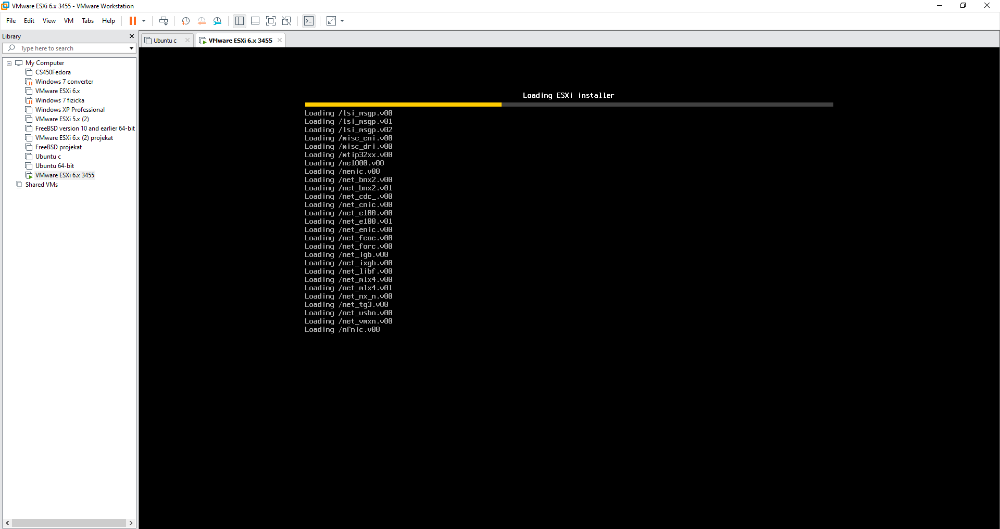 VMware ESXi 6.x 3455 - VMware Workstation
File Edit View VM Tabs Help
Library
Type here to search
My Computer
CS450Fedora
Windows 7 converter
VMware ESXi 6.x
Windows 7 fizicka
Windows XP Professional
VMware ESXi 5.x (2)
FreeBSD version 10 and earlier 64-bit
VMware ESXi 6.x (2) projekat
FreeBSD projekat
Ubuntu c
Ubuntu 64-bit
VMware ESXi 6.x 3455
Shared VMs
Ubuntu c
VMware ESXi 6.x 3455
Loading ESXi installer
Loading /lsi_msgp.v00
Loading /lsi_msgp.v01
Loading /lsi_msgp.v02
Loading /misc_cni.v00
Loading /misc_dri.v00
Loading /mtip32xx.v00
Loading /ne1000.v00
Loading /nenic.v00
Loading /net_bnx2.v00
Loading /net_bnx2.v01
Loading /net_cdc_.v00
Loading /net_cnic.v00
Loading /net_e100.v00
Loading /net_e100.v01
Loading /net_enic.v00
Loading /net_fcoe.v00
Loading /net_forc.v00
Loading /net_igb.v00
Loading /net_ixgb.v00
Loading /net_libf.v00
Loading /net_mlx4.v00
Loading /net_mlx4.v01
Loading /net_nx_n.v00
Loading /net_tg3.v00
Loading /net_usbn.v00
Loading /net_vmxn.v00
Loading /nfnic.v00